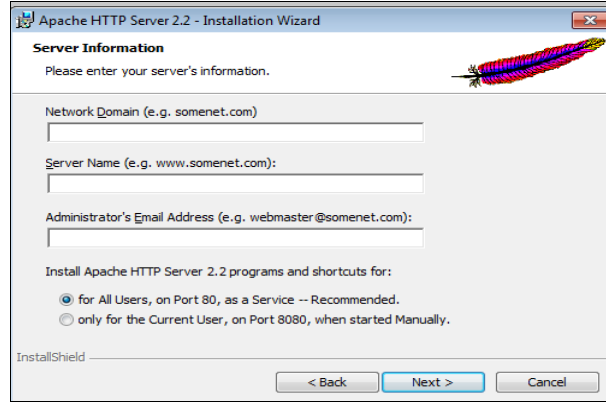 Apache HTTP Server 2.2 - Installation Wizard
Server Information
Please enter your server's information.
Network Domain (e.g. somenet.com)
Server Name (e.g. www.somenet.com):
Administrator's Email Address (e.g. webmaster@somenet.com):
Install Apache HTTP Server 2.2 programs and shortcuts for:
for All Users, on Port 80, as a Service -- Recommended.
only for the Current User, on Port 8080, when started Manually.
InstallShield
< Back Next > Cancel